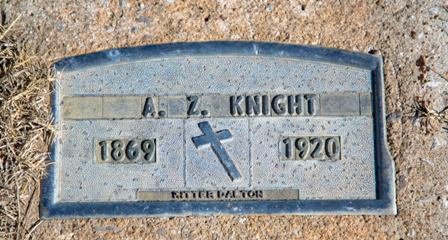 A. Z. KNIGHT
1869 1920
RITTER DALTON